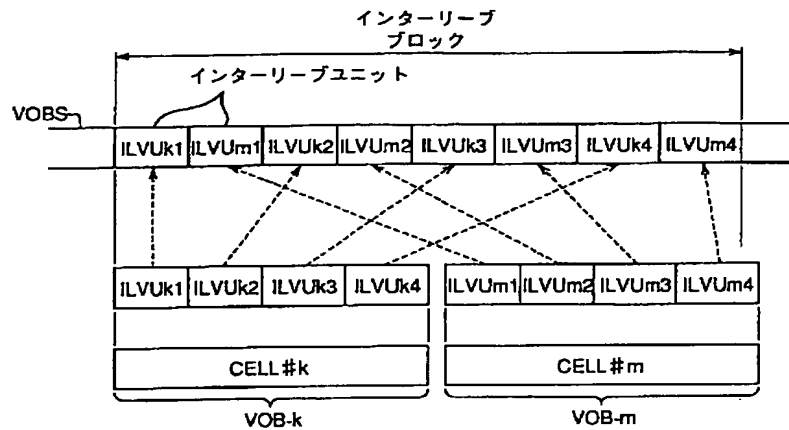 インターリーブ
ブロック
インターリーブユニット
VOBS
ILVUk1 ILVUm1 ILVUk2 ILVUm2 ILVUk3 ILVUm3 ILVUk4 ILVUm4
ILVUk1 ILVUk2 ILVUk3 ILVUk4 ILVUm1 ILVUm2 ILVUm3 ILVUm4
CELL#k CELL#m
VOB-k VOB-m